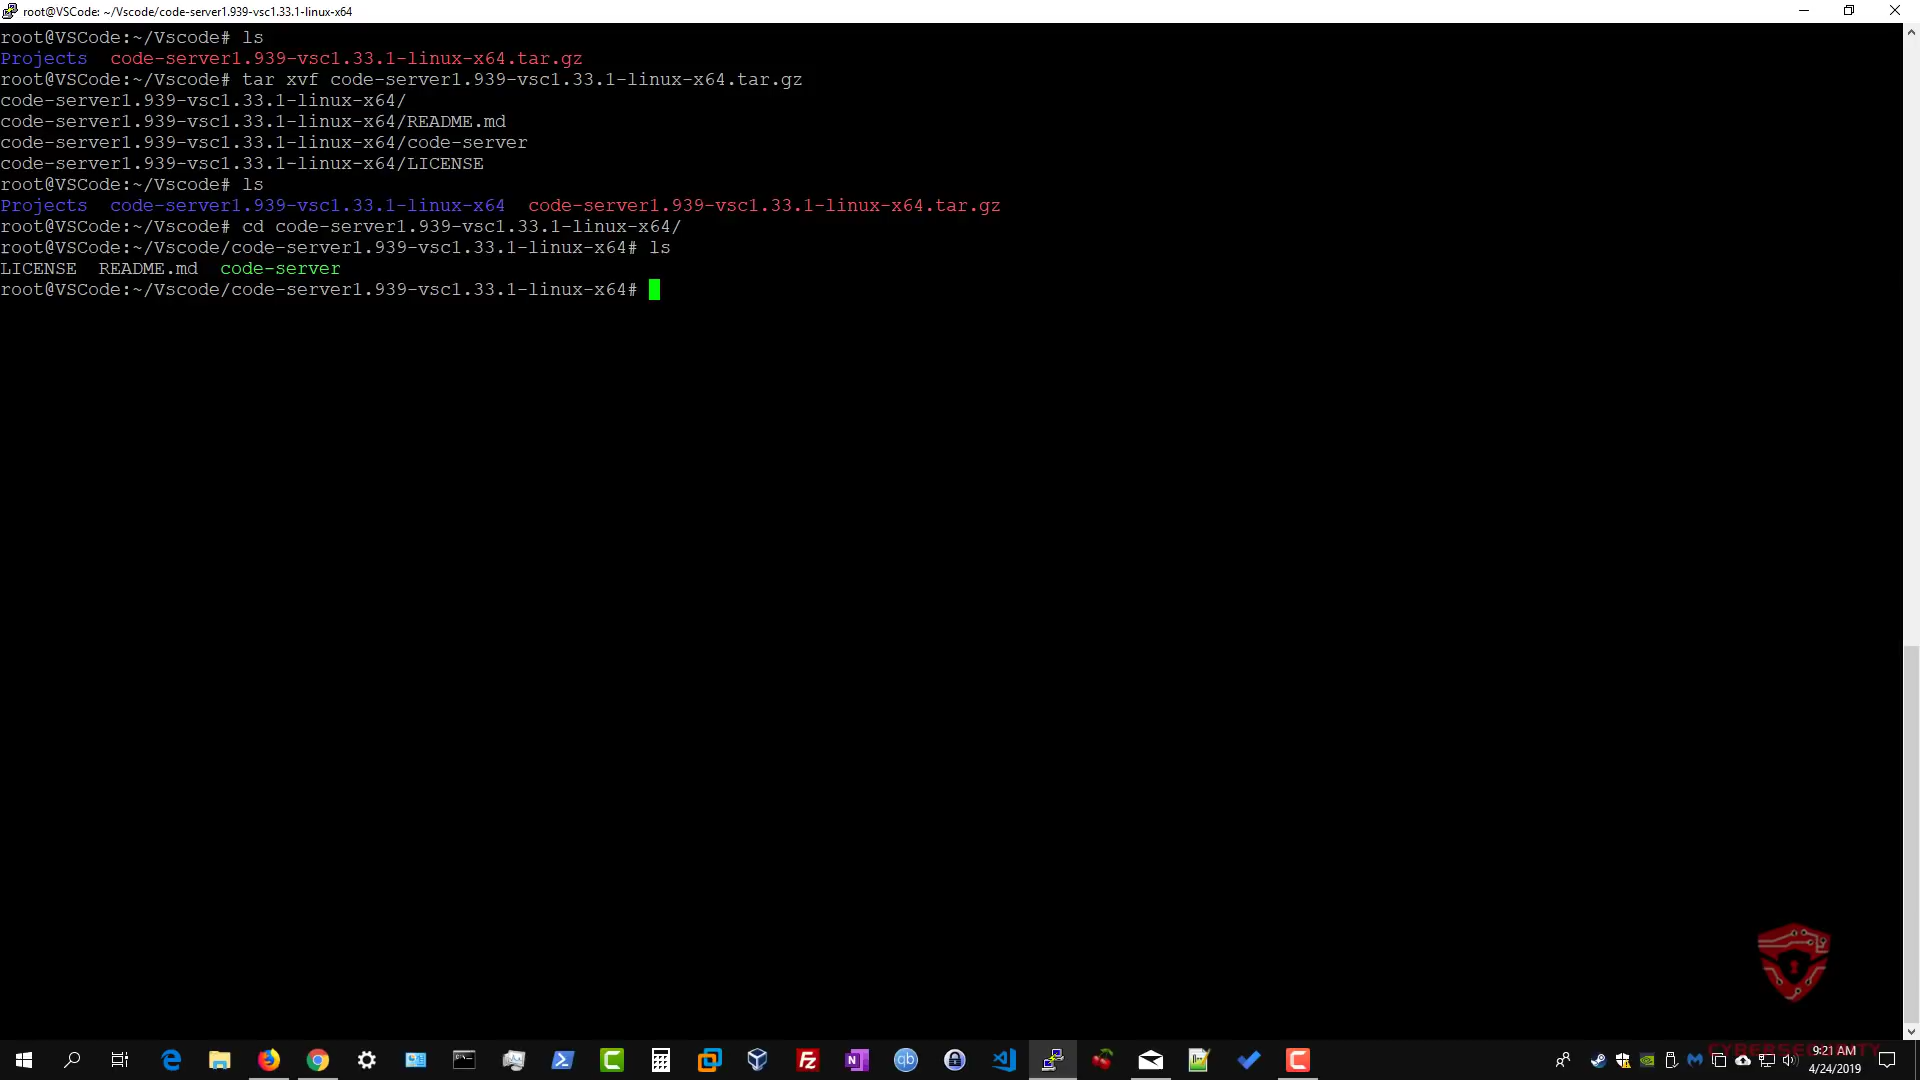 root@VSCode: ~/Vscode/code-server1.939-vsc1.33.1-linux-x64
root@VSCode:~/Vscode# ls
Projects  code-server1.939-vsc1.33.1-linux-x64.tar.gz
root@VSCode:~/Vscode# tar xvf code-server1.939-vsc1.33.1-linux-x64.tar.gz
code-server1.939-vsc1.33.1-linux-x64/
code-server1.939-vsc1.33.1-linux-x64/README.md
code-server1.939-vsc1.33.1-linux-x64/code-server
code-server1.939-vsc1.33.1-linux-x64/LICENSE
root@VSCode:~/Vscode# ls
Projects  code-server1.939-vsc1.33.1-linux-x64  code-server1.939-vsc1.33.1-linux-x64.tar.gz
root@VSCode:~/Vscode# cd code-server1.939-vsc1.33.1-linux-x64/
root@VSCode:~/Vscode/code-server1.939-vsc1.33.1-linux-x64# ls
LICENSE  README.md  code-server
root@VSCode:~/Vscode/code-server1.939-vsc1.33.1-linux-x64#
CYBERSECURITY
9:21 AM
4/24/2019